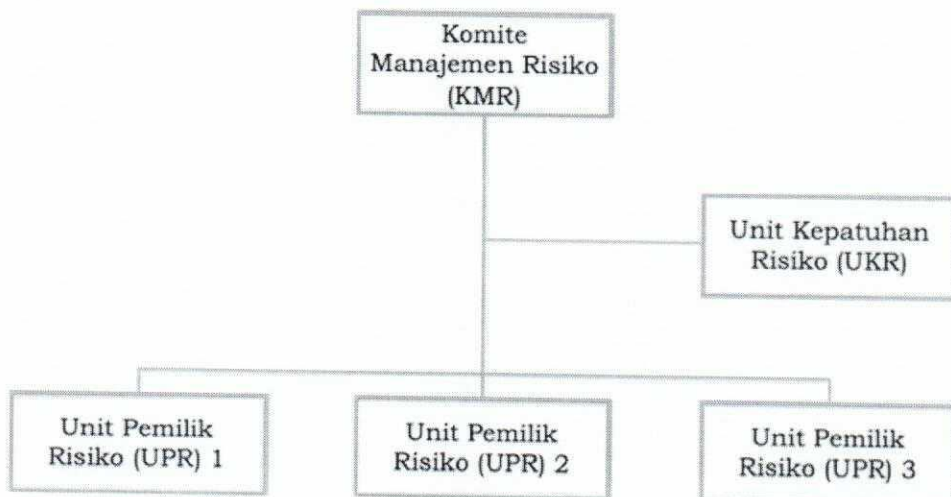 Komite
Manajemen Risiko
(KMR)
Unit Kepatuhan
Risiko (UKR)
Unit Pemilik
Risiko (UPR) 1
Unit Pemilik
Risiko (UPR) 2
Unit Pemilik
Risiko (UPR) 3